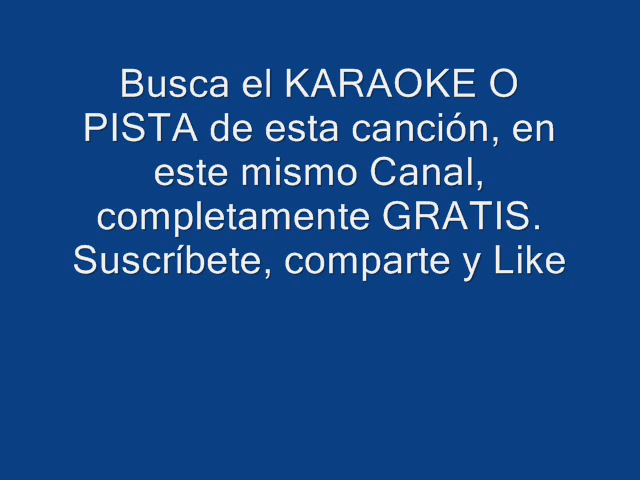 Busca el KARAOKE O
PISTA de esta canción, en
este mismo Canal,
completamente GRATIS.
Suscríbete, comparte y Like